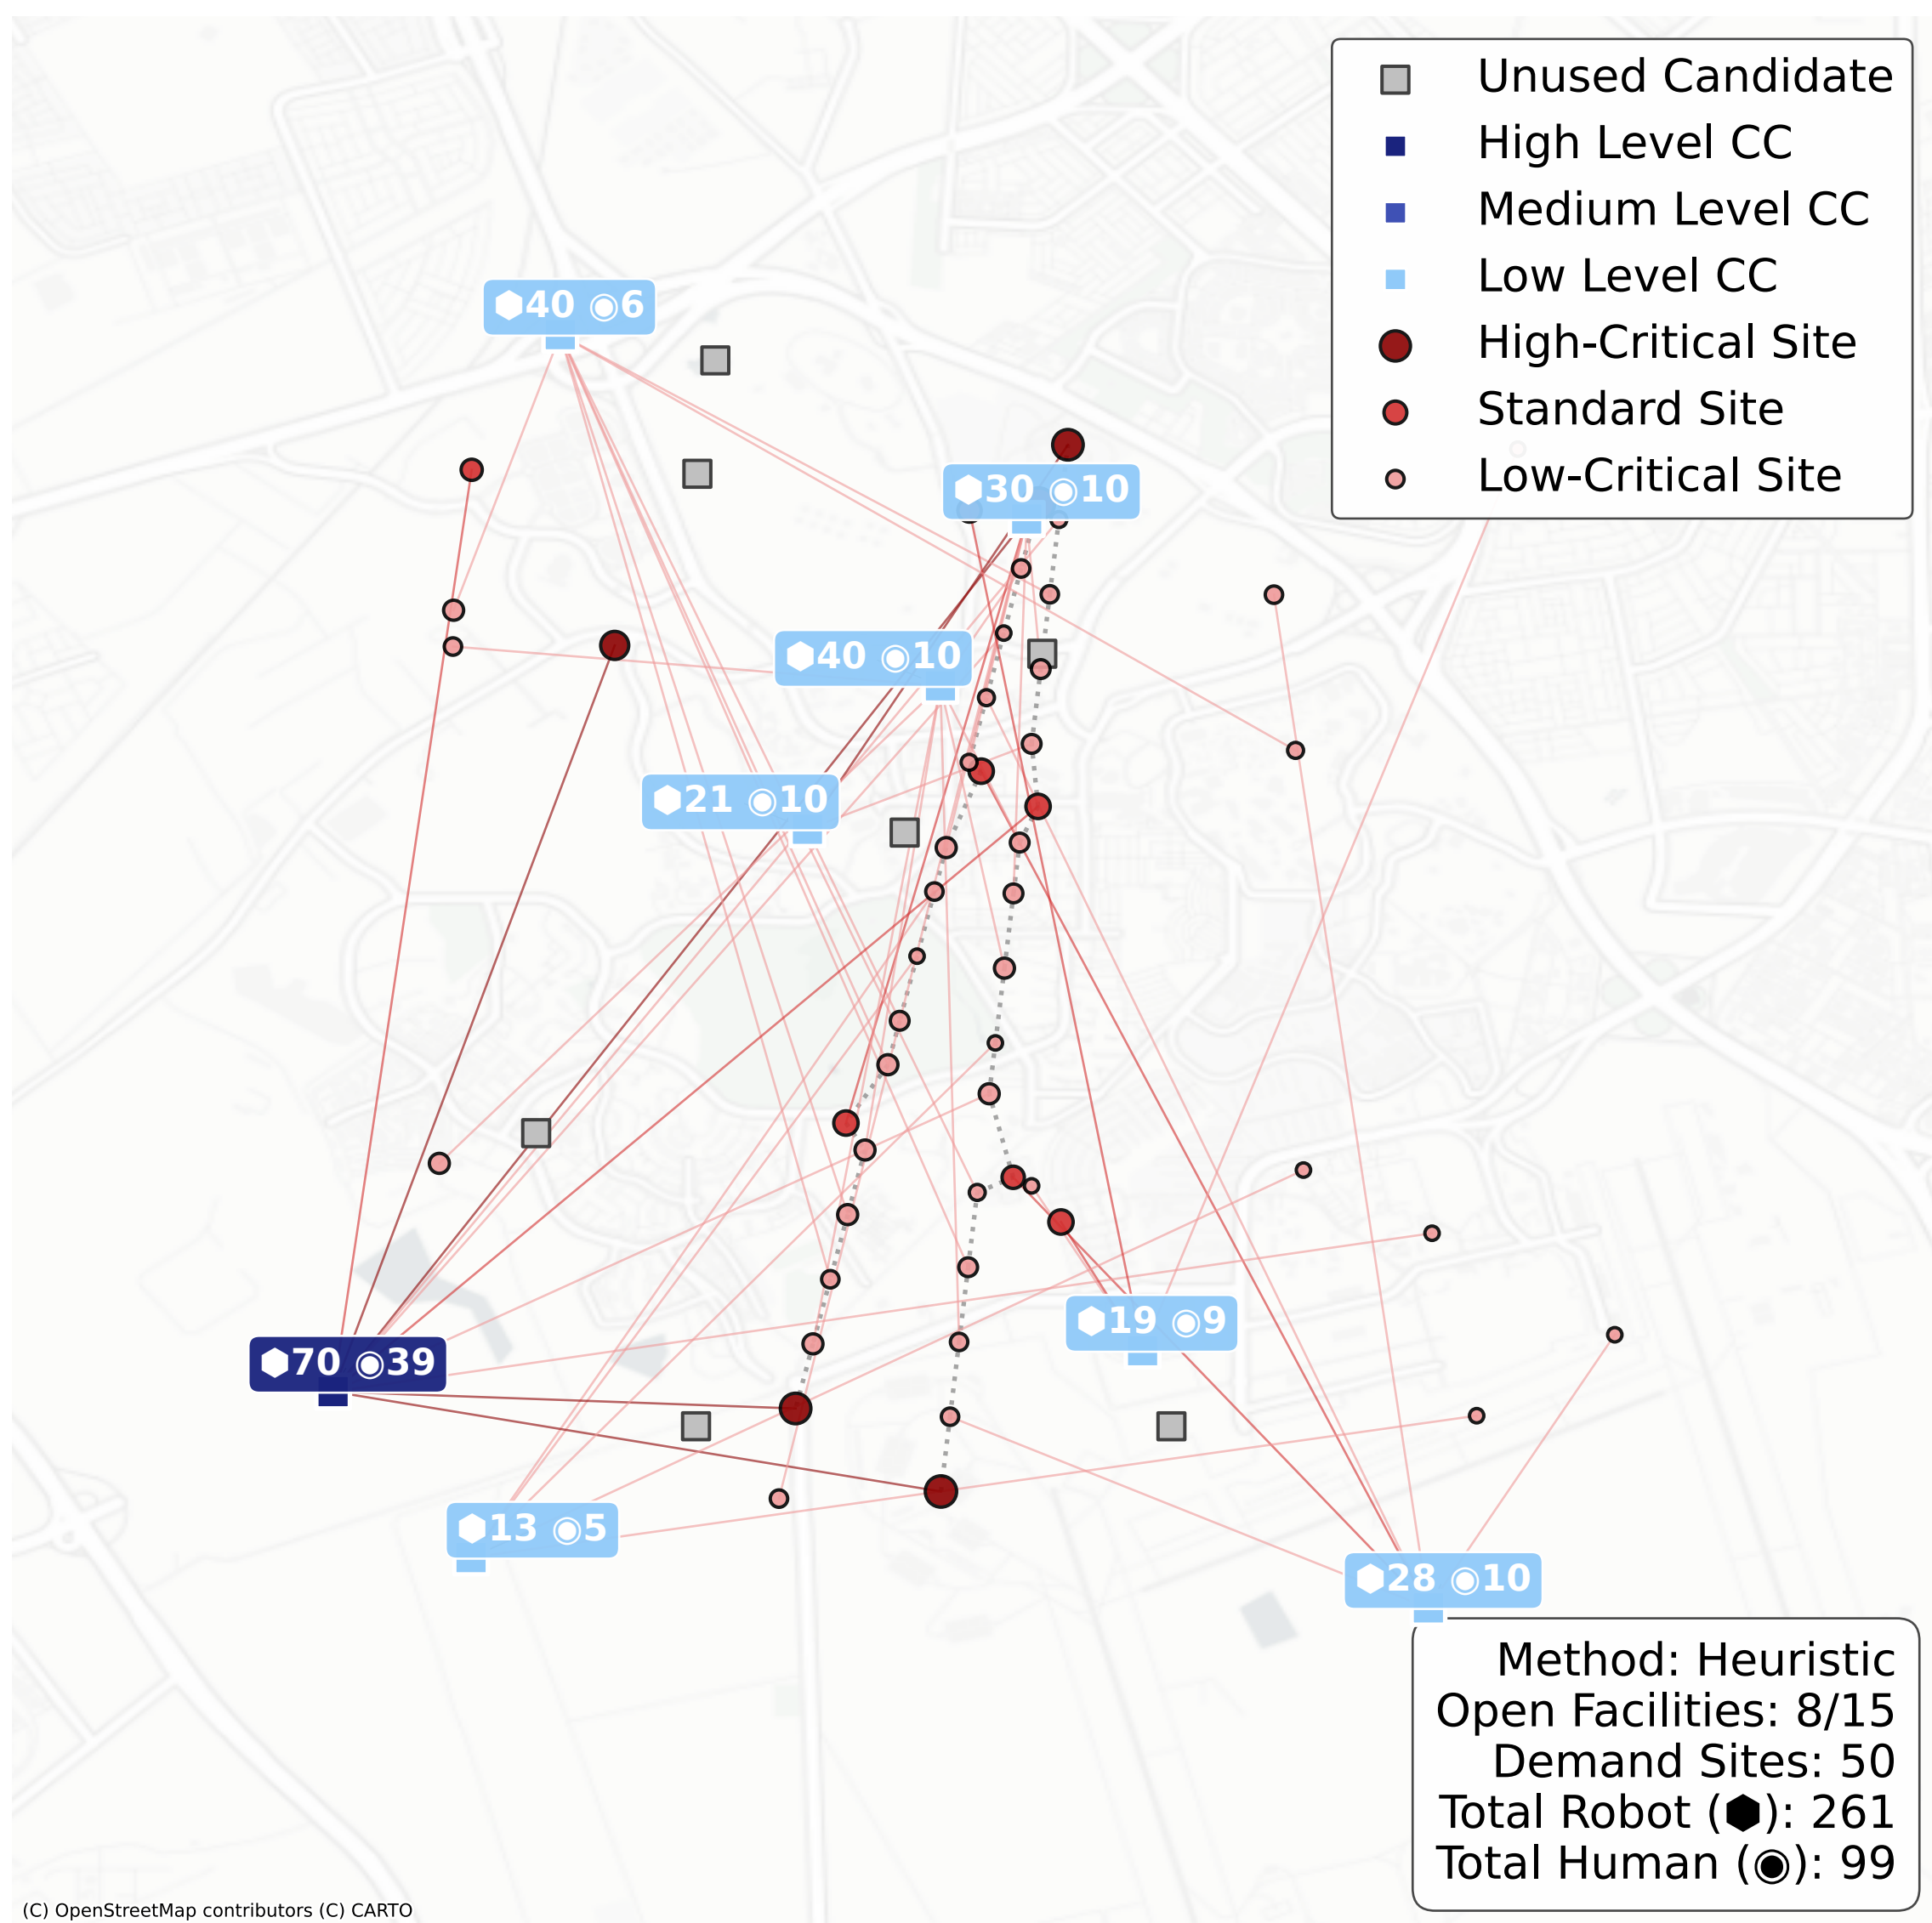 Unused Candidate
High Level CC
Medium Level CC
Low Level CC
High-Critical Site
Standard Site
Low-Critical Site
⬢40 ◉6
⬢30 ◉10
⬢40 ◉10
⬢21 ◉10
⬢19 ◉9
⬢70 ◉39
⬢13 ◉5
⬢28 ◉10
Method: Heuristic
Open Facilities: 8/15
Demand Sites: 50
Total Robot (⬢): 261
Total Human (◉): 99
(C) OpenStreetMap contributors (C) CARTO